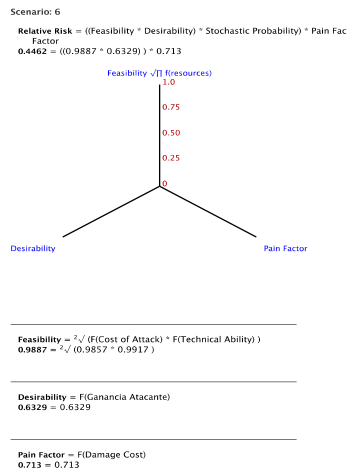 Scenario: 6
Relative Risk = ((Feasibility * Desirability) * Stochastic Probability) * Pain Fac
Factor
0.4462 = ((0.9887 * 0.6329) ) * 0.713
Feasibility √∏ f(resources)
1.0
0.75
0.50
0.25
0
Desirability
Pain Factor
Feasibility = ²√ (F(Cost of Attack) * F(Technical Ability) )
0.9887 = ²√ (0.9857 * 0.9917 )
Desirability = F(Ganancia Atacante)
0.6329 = 0.6329
Pain Factor = F(Damage Cost)
0.713 = 0.713